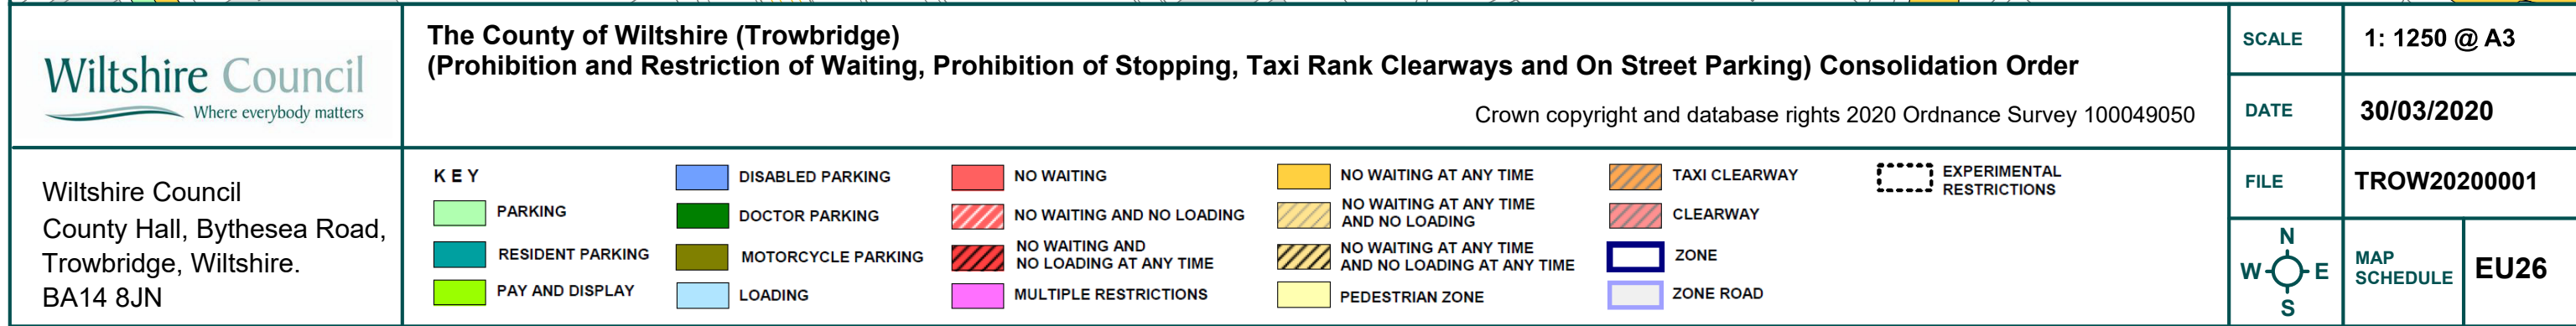 Wiltshire Council
Where everybody matters
Wiltshire Council
County Hall, Bythesea Road,
Trowbridge, Wiltshire.
BA14 8JN
The County of Wiltshire (Trowbridge)
(Prohibition and Restriction of Waiting, Prohibition of Stopping, Taxi Rank Clearways and On Street Parking) Consolidation Order
Crown copyright and database rights 2020 Ordnance Survey 100049050
KEY
PARKING
RESIDENT PARKING
PAY AND DISPLAY
DISABLED PARKING
DOCTOR PARKING
MOTORCYCLE PARKING
LOADING
NO WAITING
NO WAITING AND NO LOADING
NO WAITING AND
NO LOADING AT ANY TIME
MULTIPLE RESTRICTIONS
NO WAITING AT ANY TIME
NO WAITING AT ANY TIME
AND NO LOADING
NO WAITING AT ANY TIME
AND NO LOADING AT ANY TIME
PEDESTRIAN ZONE
TAXI CLEARWAY
CLEARWAY
ZONE
ZONE ROAD
EXPERIMENTAL
RESTRICTIONS
SCALE
1: 1250 @ A3
DATE
30/03/2020
FILE
TROW20200001
N
W E
S
MAP
SCHEDULE
EU26